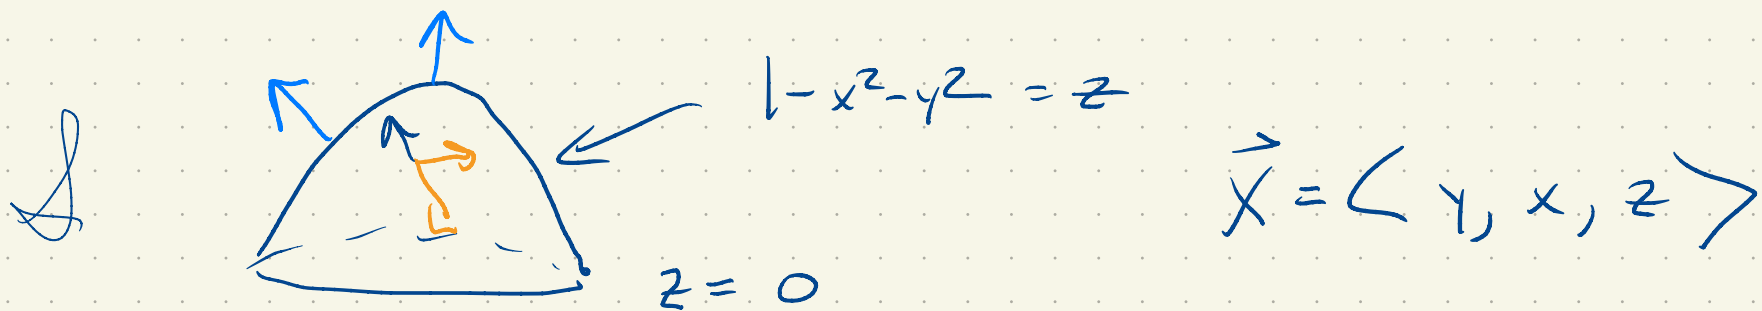 1-x²-y² = z
S
X⃗ = ⟨ y, x, z ⟩
z = 0